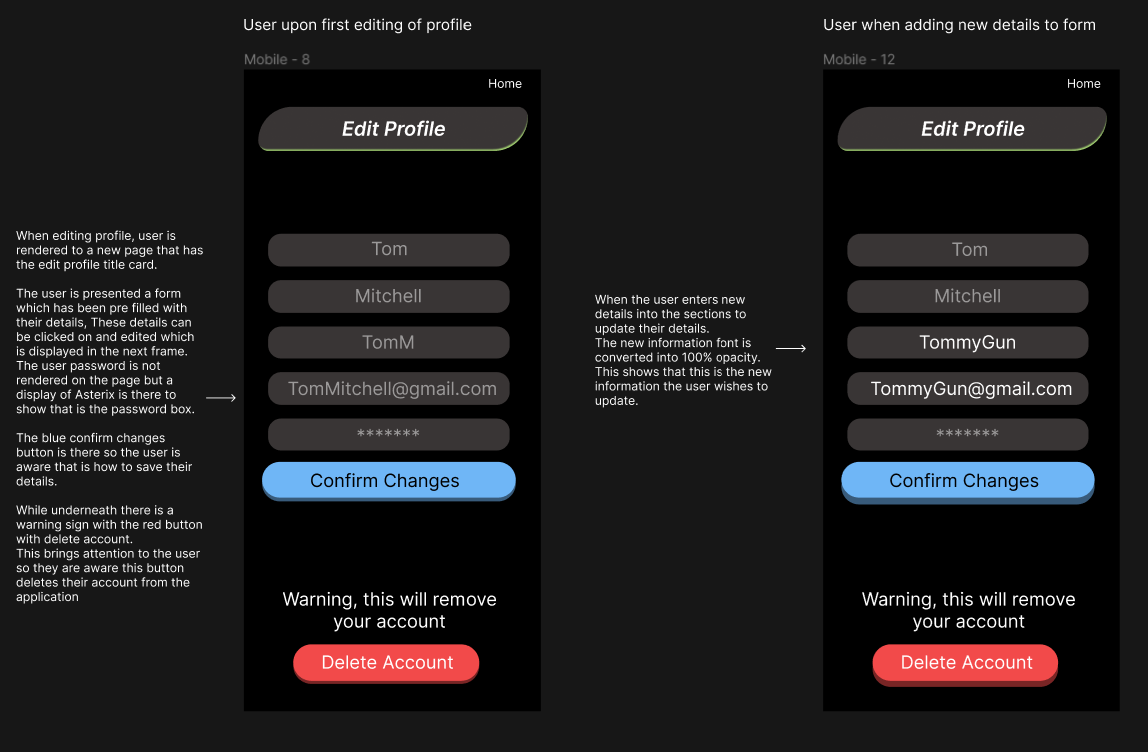 User upon first editing of profile
Mobile - 8
Home
Edit Profile
When editing profile, user is
rendered to a new page that has
the edit profile title card.
The user is presented a form
which has been pre filled with
their details, These details can
be clicked on and edited which
is displayed in the next frame.
The user password is not
rendered on the page but a
display of Asterix is there to
show that is the password box.
The blue confirm changes
button is there so the user is
aware that is how to save their
details.
While underneath there is a
warning sign with the red button
with delete account.
This brings attention to the user
so they are aware this button
deletes their account from the
application
Tom
Mitchell
TomM
TomMitchell@gmail.com
*******
Confirm Changes
Warning, this will remove
your account
Delete Account
When the user enters new
details into the sections to
update their details.
The new information font is
converted into 100% opacity.
This shows that this is the new
information the user wishes to
update.
User when adding new details to form
Mobile - 12
Home
Edit Profile
Tom
Mitchell
TommyGun
TommyGun@gmail.com
*******
Confirm Changes
Warning, this will remove
your account
Delete Account